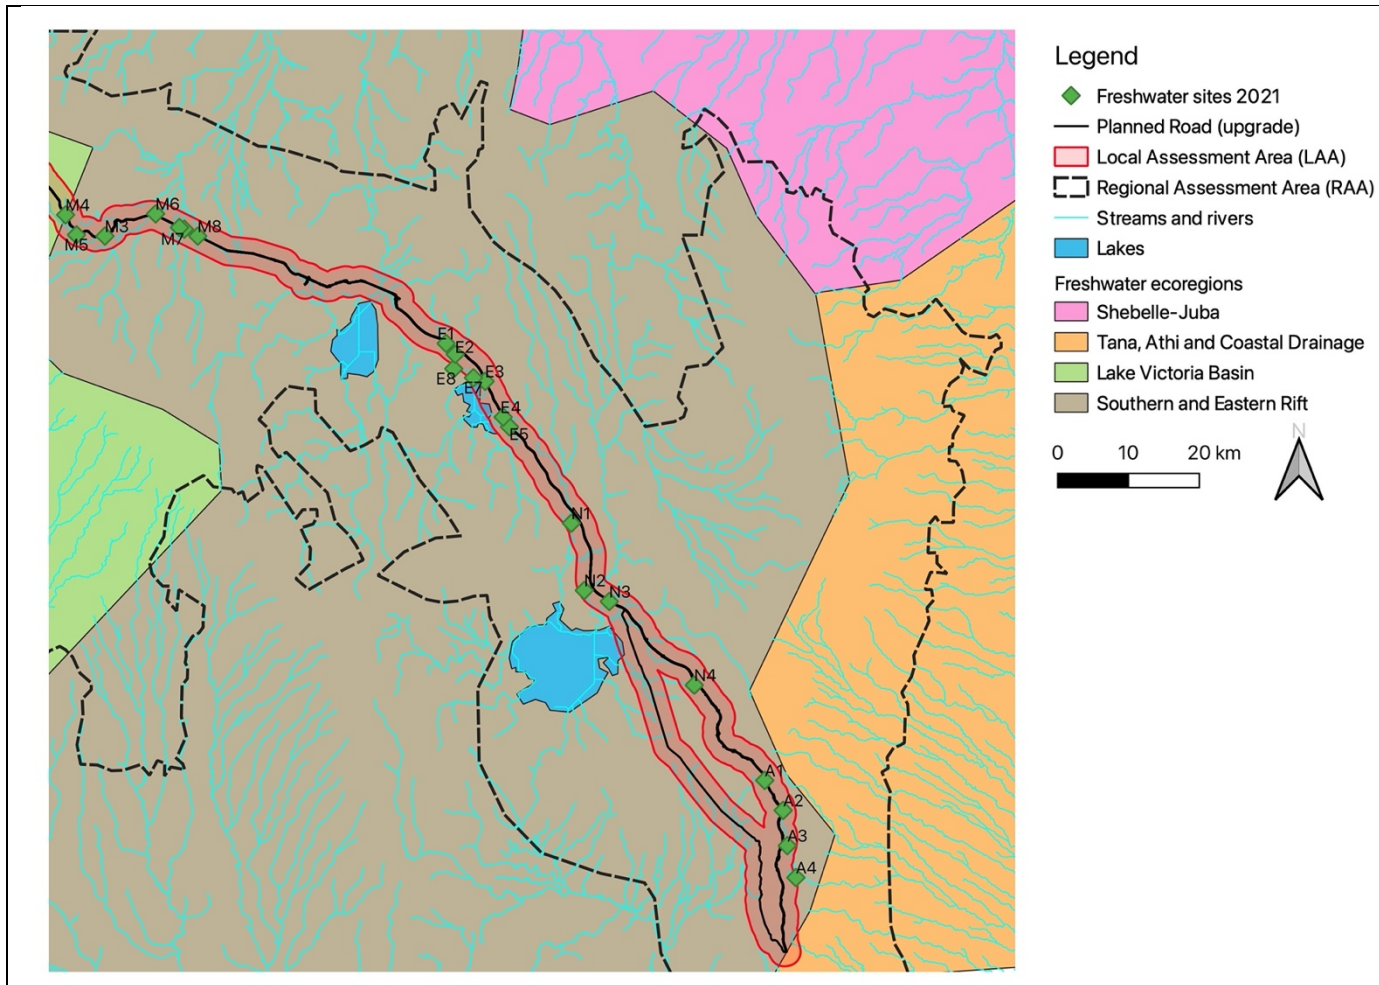 M4
M6
M5
M3
M7
M8
E1
E2
E8
E7
E3
E4
E5
N1
N2
N3
N4
A1
A2
A3
A4
Legend
Freshwater sites 2021
Planned Road (upgrade)
Local Assessment Area (LAA)
Regional Assessment Area (RAA)
Streams and rivers
Lakes
Freshwater ecoregions
Shebelle-Juba
Tana, Athi and Coastal Drainage
Lake Victoria Basin
Southern and Eastern Rift
0 10 20 km
N